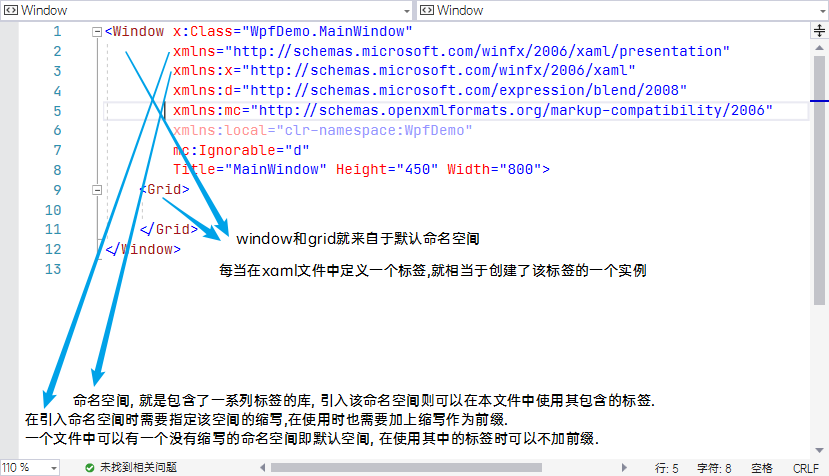 Window
Window
1 <Window x:Class="WpfDemo.MainWindow"
2 xmlns="http://schemas.microsoft.com/winfx/2006/xaml/presentation"
3 xmlns:x="http://schemas.microsoft.com/winfx/2006/xaml"
4 xmlns:d="http://schemas.microsoft.com/expression/blend/2008"
5 xmlns:mc="http://schemas.openxmlformats.org/markup-compatibility/2006"
6 xmlns:local="clr-namespace:WpfDemo"
7 mc:Ignorable="d"
8 Title="MainWindow" Height="450" Width="800">
9 <Grid>
10
11 </Grid>
window和grid就来自于默认命名空间
12 </Window>
13
每当在xaml文件中定义一个标签,就相当于创建了该标签的一个实例
命名空间, 就是包含了一系列标签的库, 引入该命名空间则可以在本文件中使用其包含的标签.
在引入命名空间时需要指定该空间的缩写,在使用时也需要加上缩写作为前缀.
一个文件中可以有一个没有缩写的命名空间即默认空间, 在使用其中的标签时可以不加前缀.
110 % 未找到相关问题 行: 5 字符: 8 空格 CRLF